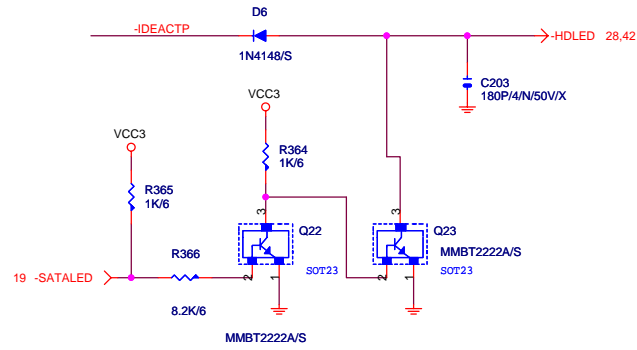 D6
-IDEACTP
-HDLED 28,42
1N4148/S
C203
180P/4/N/50V/X
VCC3
VCC3
R364
1K/6
R365
1K/6
3
3
Q22
Q23
R366
MMBT2222A/S
SOT23
SOT23
19 -SATALED
2
1
2
1
8.2K/6
MMBT2222A/S